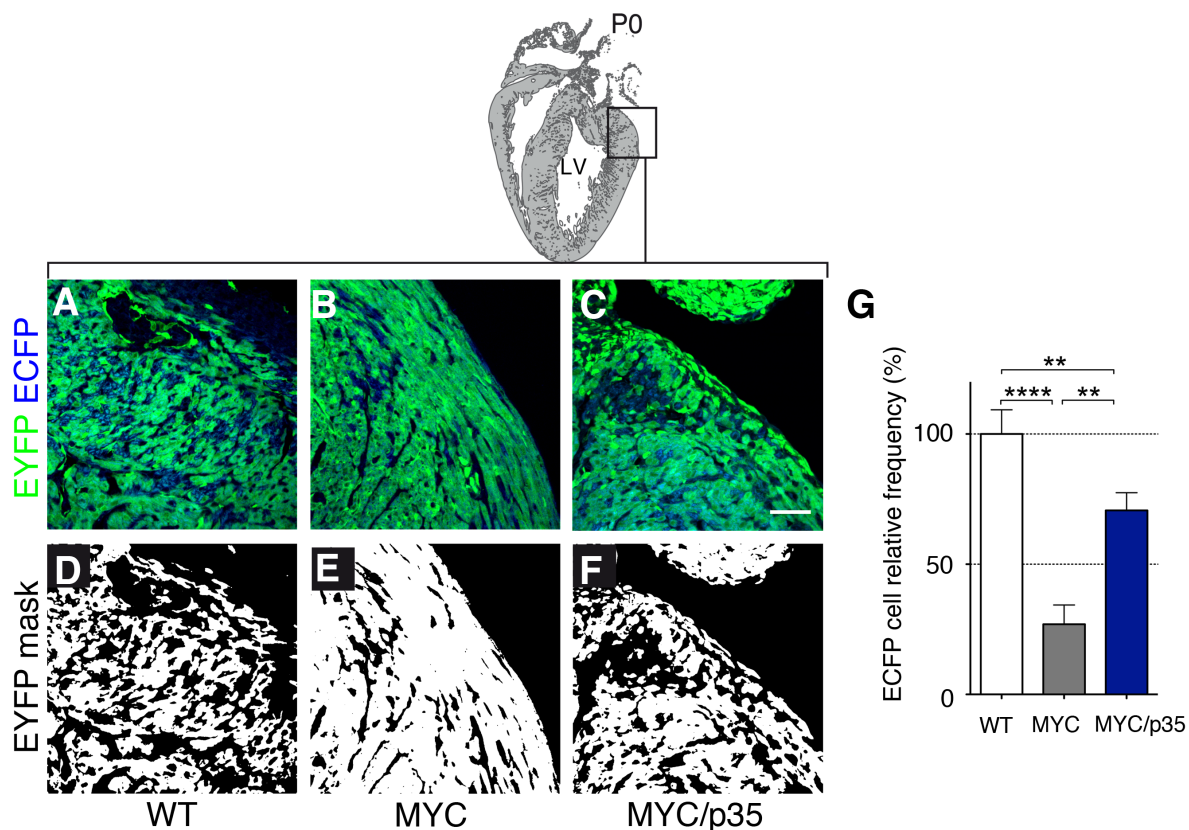 P0
LV
A
B
C
EYFP ECFP
D
E
F
EYFP mask
WT
MYC
MYC/p35
G
ECFP cell relative frequency (%)
**
**** **
100
50
0
WT MYC MYC/p35